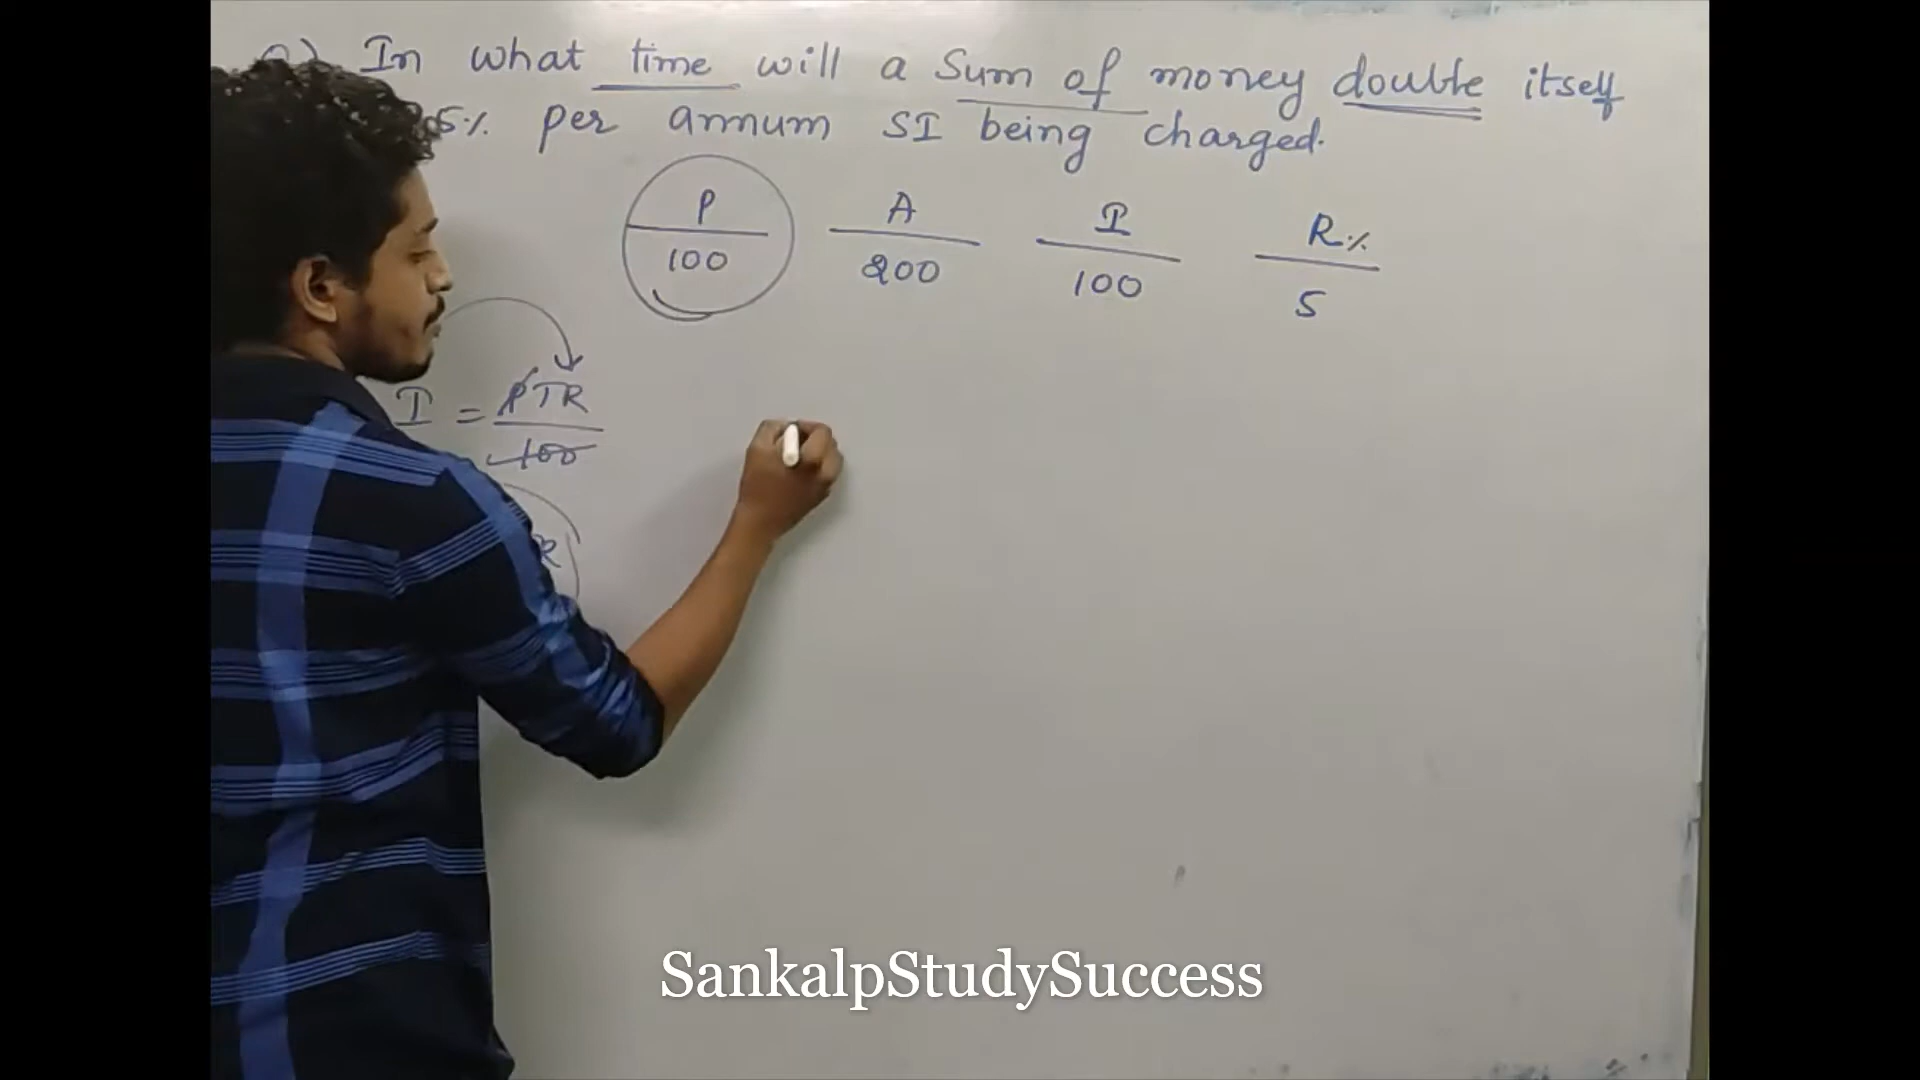 Q) In what time will a Sum of money double itself
5% per annum SI being charged.
P A I R%
100 200 100 5
I = PTR
100
R
SankalpStudySuccess